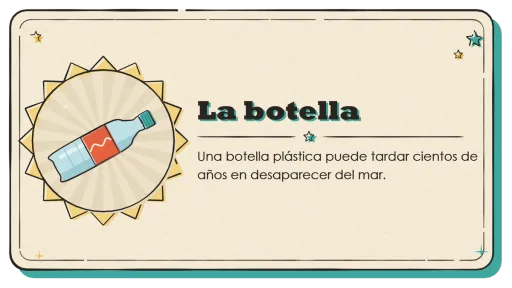 La botella
Una botella plástica puede tardar cientos de
años en desaparecer del mar.